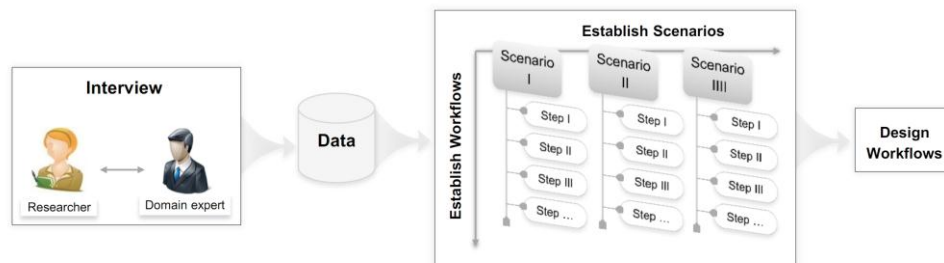 Interview
Researcher
Domain expert
Data
Establish Scenarios
Establish Workflows
Scenario
I
Step I
Step II
Step III
Step ...
Scenario
II
Step I
Step II
Step III
Step ...
Scenario
IIII
Step I
Step II
Step III
Step ...
Design
Workflows